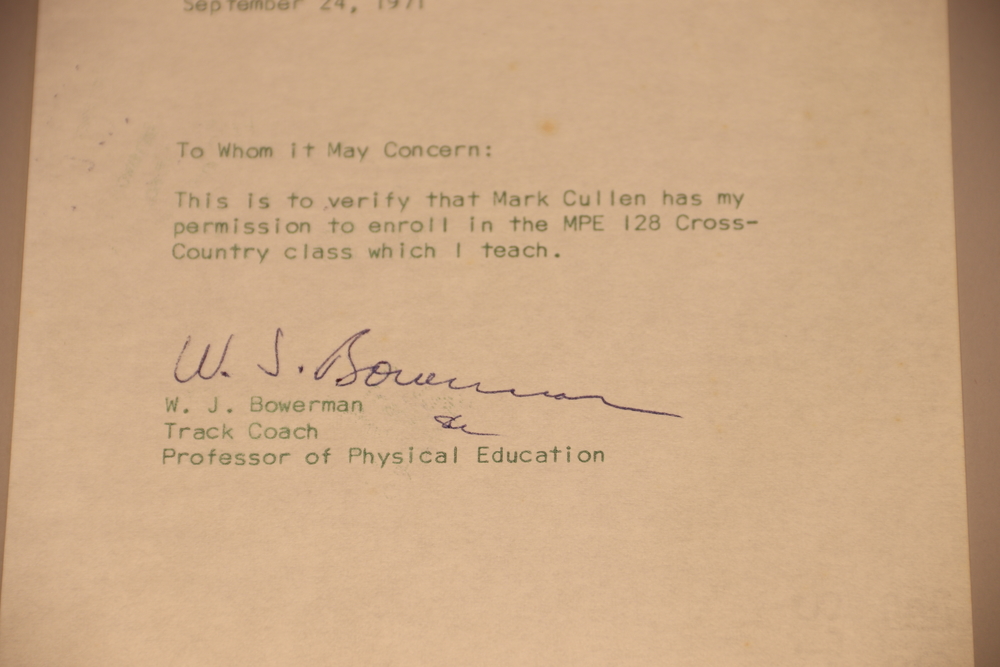 September 24, 1971
To Whom it May Concern:
This is to verify that Mark Cullen has my
permission to enroll in the MPE 128 Cross-
Country class which I teach.
W. J. Bowerman
W. J. Bowerman
Track Coach
Professor of Physical Education